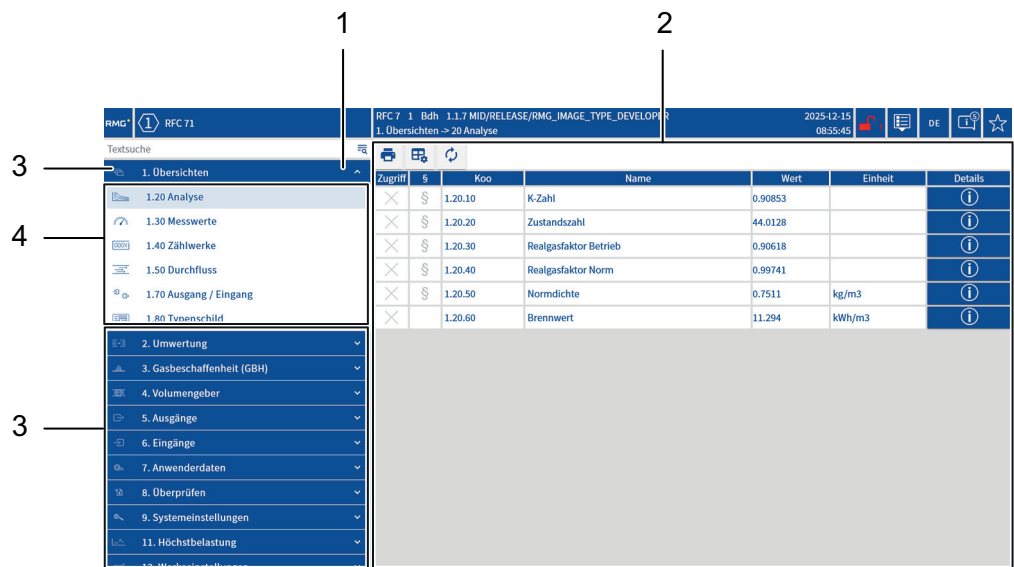 1
2
3
4
3
RMG
1 RFC 71
RFC 7 1 Bdh 1.1.7 MID/RELEASE/RMG_IMAGE_TYPE_DEVELOPER
1. Übersichten -> 20 Analyse
2025-12-15
08:55:45
DE
5
Textsuche
1. Übersichten
1.20 Analyse
1.30 Messwerte
1.40 Zählwerke
1.50 Durchfluss
1.70 Ausgang / Eingang
1.80 Typenschild
2. Umwertung
3. Gasbeschaffenheit (GBH)
4. Volumengeber
5. Ausgänge
6. Eingänge
7. Anwenderdaten
8. Überprüfen
9. Systemeinstellungen
11. Höchstbelastung
Zugriff § Koo Name Wert Einheit Details
§ 1.20.10 K-Zahl 0.90853
§ 1.20.20 Zustandszahl 44.0128
§ 1.20.30 Realgasfaktor Betrieb 0.90618
§ 1.20.40 Realgasfaktor Norm 0.99741
§ 1.20.50 Normdichte 0.7511 kg/m3
1.20.60 Brennwert 11.294 kWh/m3